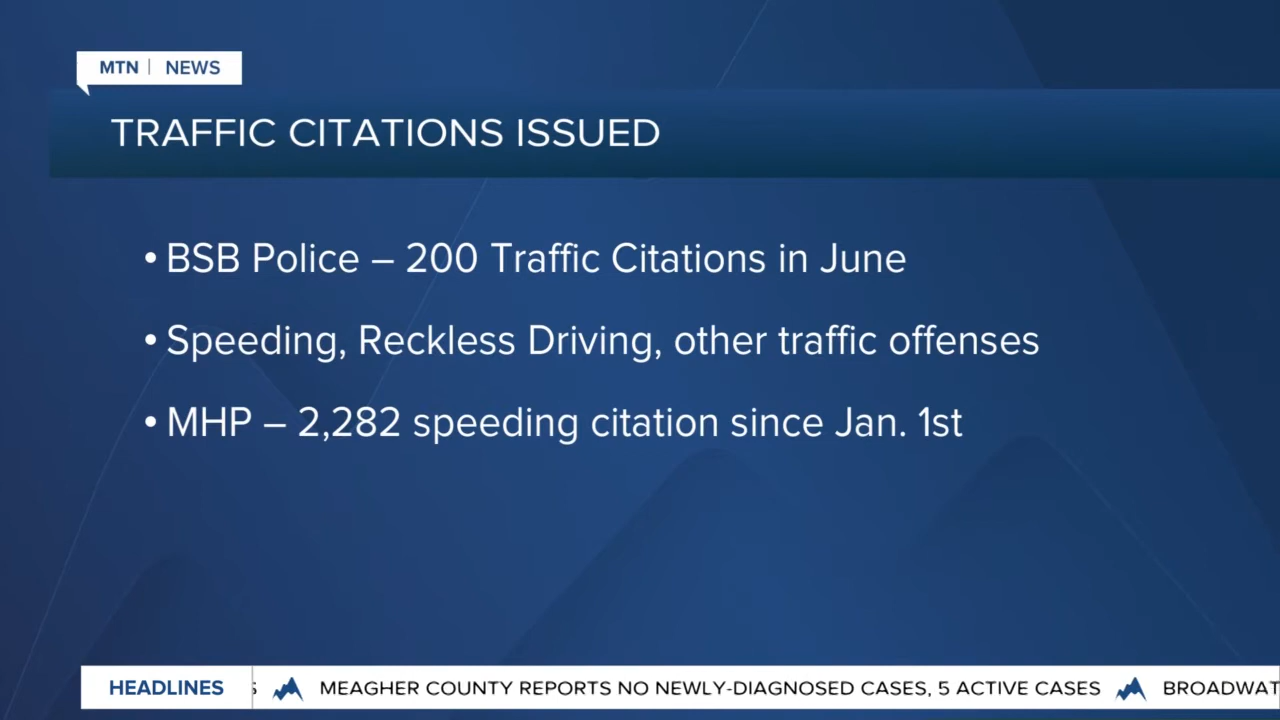 MTN | NEWS
TRAFFIC CITATIONS ISSUED
• BSB Police – 200 Traffic Citations in June
• Speeding, Reckless Driving, other traffic offenses
• MHP – 2,282 speeding citation since Jan. 1st
HEADLINES MEAGHER COUNTY REPORTS NO NEWLY-DIAGNOSED CASES, 5 ACTIVE CASES BROADWAT